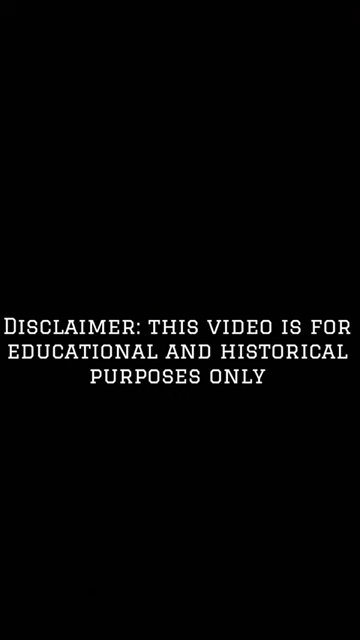 Disclaimer: this video is for
educational and historical
purposes only